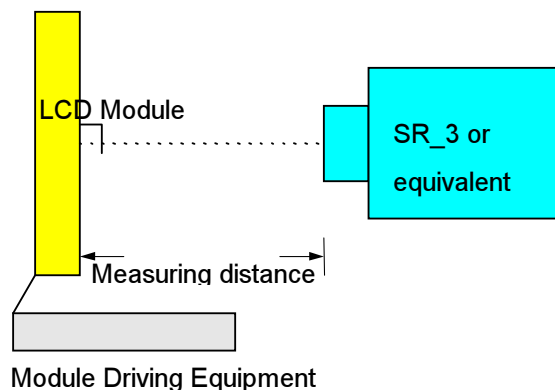 LCD Module
SR_3 or
equivalent
Measuring distance
Module Driving Equipment